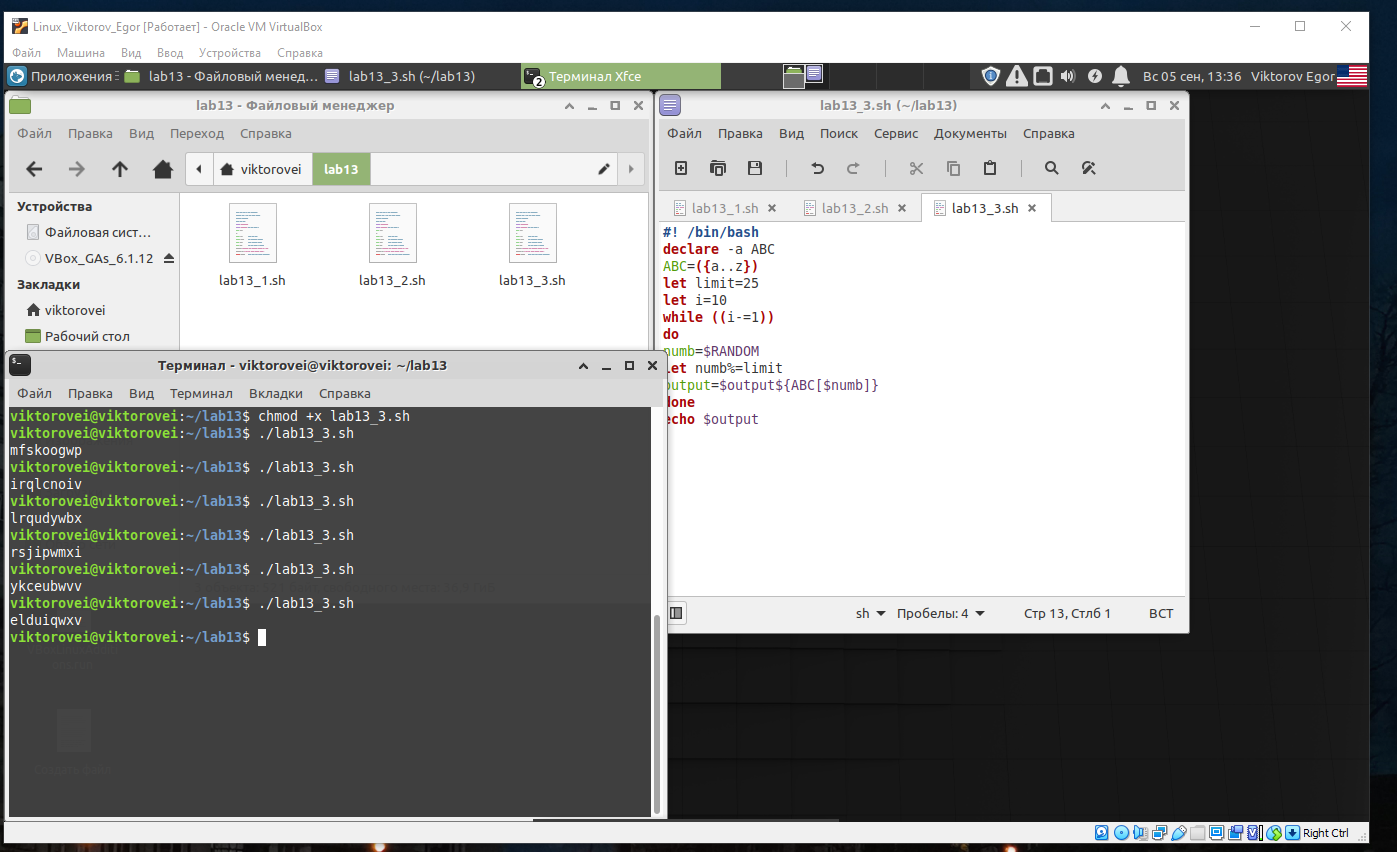 Linux_Viktorov_Egor [Работает] - Oracle VM VirtualBox
Файл Машина Вид Ввод Устройства Справка
Приложения lab13 - Файловый менед... lab13_3.sh (~/lab13) 2 Терминал Xfce Вс 05 сен, 13:36 Viktorov Egor
lab13 - Файловый менеджер
Файл Правка Вид Переход Справка
viktorovei lab13
Устройства
Файловая сист...
VBox_GAs_6.1.12
Закладки
viktorovei
Рабочий стол
lab13_1.sh lab13_2.sh lab13_3.sh
lab13_3.sh (~/lab13)
Файл Правка Вид Поиск Сервис Документы Справка
lab13_1.sh lab13_2.sh lab13_3.sh
#! /bin/bash
declare -a ABC
ABC=({a..z})
let limit=25
let i=10
while ((i-=1))
do
numb=$RANDOM
let numb%=limit
output=$output${ABC[$numb]}
done
echo $output
sh Пробелы: 4 Стр 13, Стлб 1 ВСТ
Терминал - viktorovei@viktorovei: ~/lab13
Файл Правка Вид Терминал Вкладки Справка
viktorovei@viktorovei:~/lab13$ chmod +x lab13_3.sh
viktorovei@viktorovei:~/lab13$ ./lab13_3.sh
mfskoogwp
viktorovei@viktorovei:~/lab13$ ./lab13_3.sh
irqlcnoiv
viktorovei@viktorovei:~/lab13$ ./lab13_3.sh
lrqudywbx
viktorovei@viktorovei:~/lab13$ ./lab13_3.sh
rsjipwmxi
viktorovei@viktorovei:~/lab13$ ./lab13_3.sh
ykceubwvv
viktorovei@viktorovei:~/lab13$ ./lab13_3.sh
elduiqwxv
viktorovei@viktorovei:~/lab13$
Right Ctrl